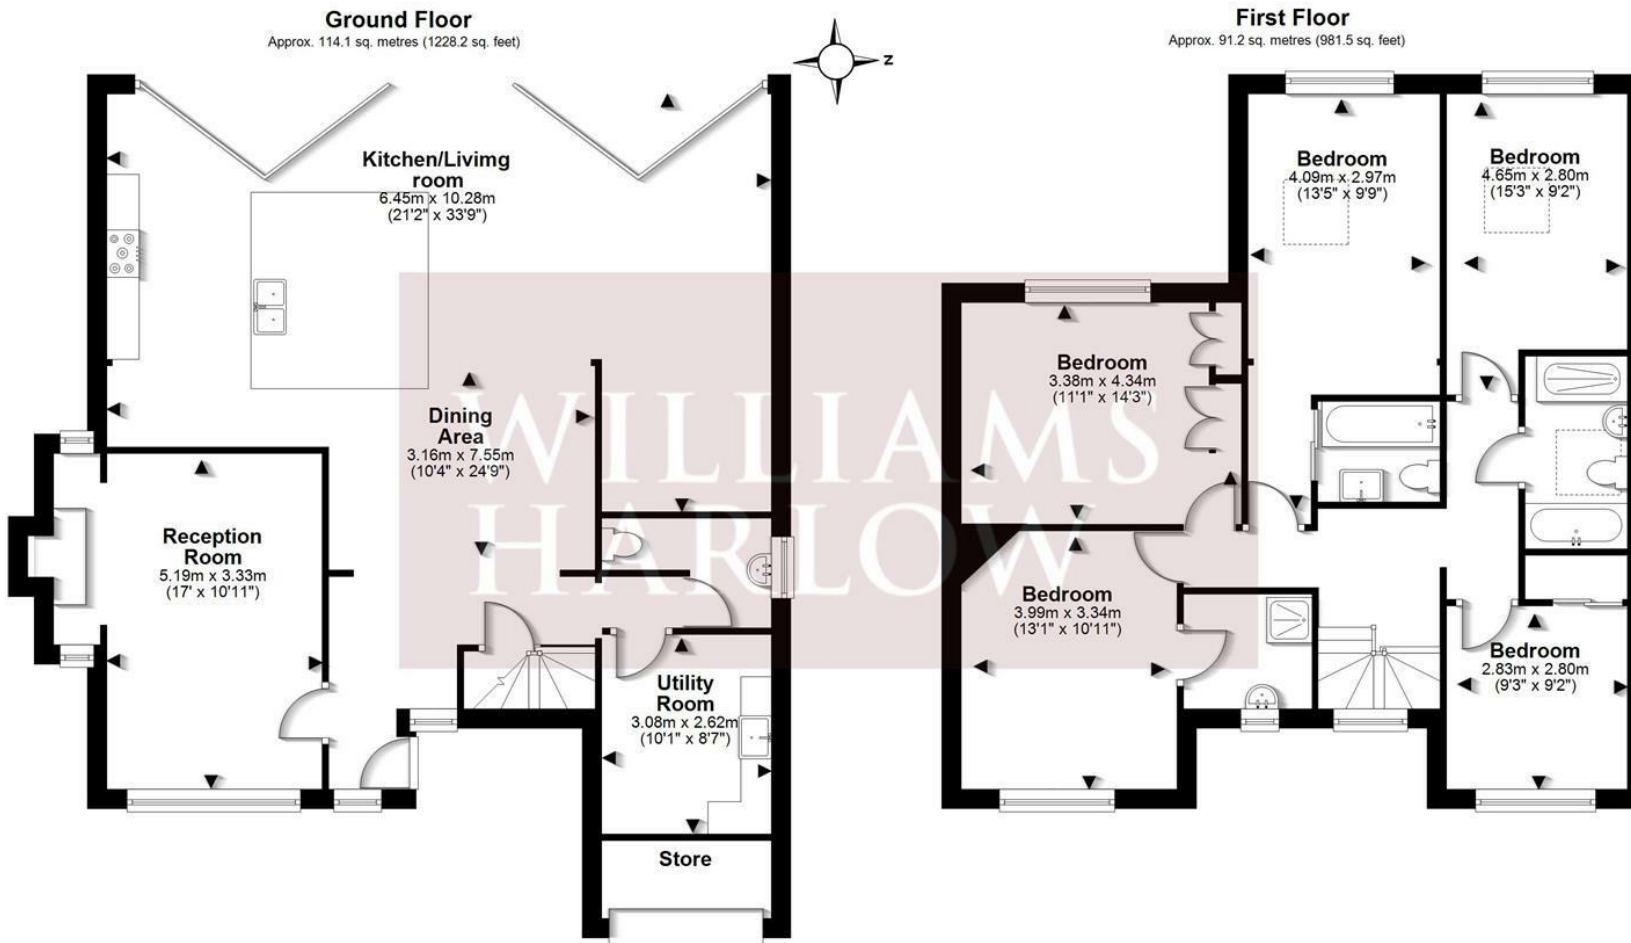 Ground Floor
Approx. 114.1 sq. metres (1228.2 sq. feet)
Kitchen/Livimg
room
6.45m x 10.28m
(21'2" x 33'9")
Dining
Area
3.16m x 7.55m
(10'4" x 24'9")
Reception
Room
5.19m x 3.33m
(17' x 10'11")
Utility
Room
3.08m x 2.62m
(10'1" x 8'7")
Store
Z
First Floor
Approx. 91.2 sq. metres (981.5 sq. feet)
Bedroom
4.09m x 2.97m
(13'5" x 9'9")
Bedroom
4.65m x 2.80m
(15'3" x 9'2")
Bedroom
3.38m x 4.34m
(11'1" x 14'3")
Bedroom
3.99m x 3.34m
(13'1" x 10'11")
Bedroom
2.83m x 2.80m
(9'3" x 9'2")
WILLIAMS
HARLOW